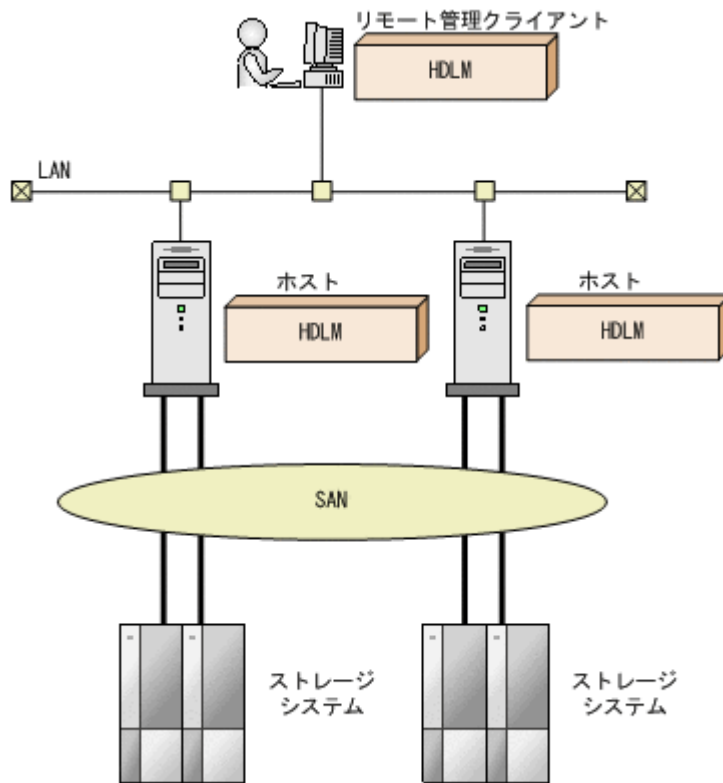 リモート管理クライアント
HDLM
LAN
ホスト
HDLM
ホスト
HDLM
SAN
ストレージ
システム
ストレージ
システム